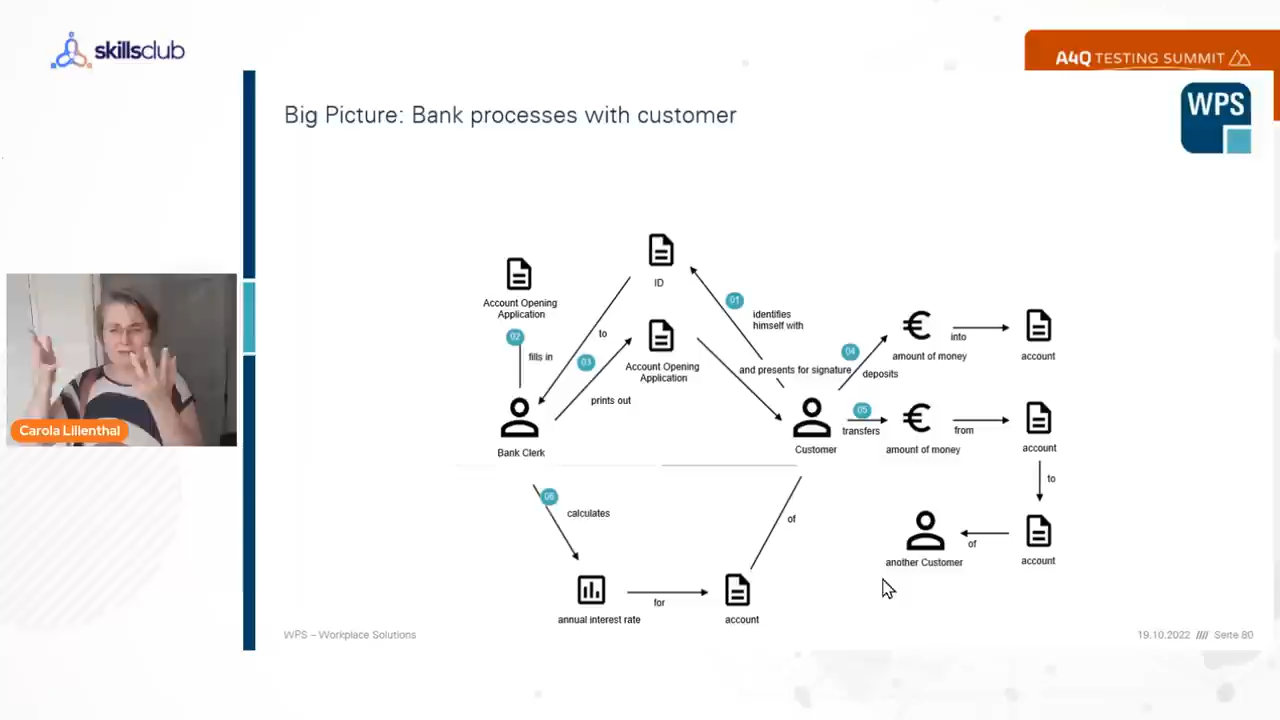 skillsclub
A4Q TESTING SUMMIT
WPS
Big Picture: Bank processes with customer
ID
Account Opening
Application
01
identifies
himself with
02
fills in
to
03
Account Opening
Application
prints out
and presents for signature
04
deposits
amount of money
into
account
Bank Clerk
Customer
05
transfers
amount of money
from
account
to
06
calculates
of
another Customer
of
account
annual interest rate
for
account
Carola Lilienthal
WPS – Workplace Solutions
19.10.2022 //// Seite 80